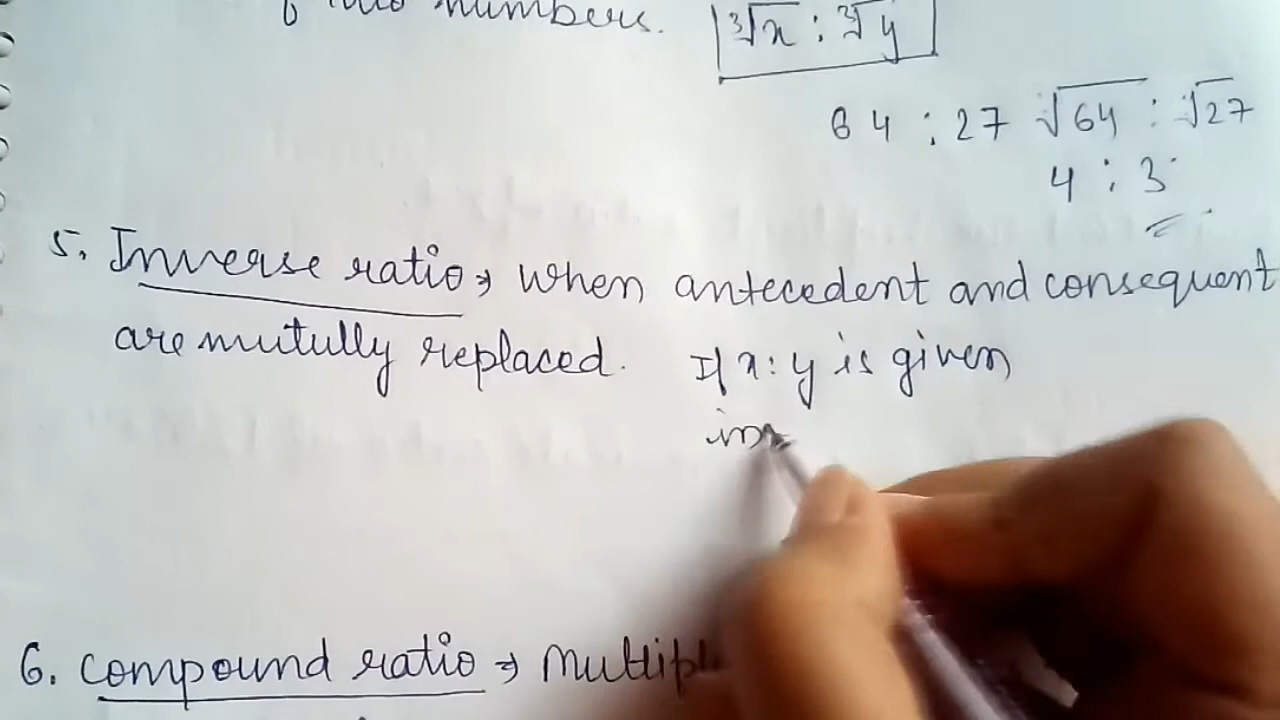 numbers. ∛x : ∛y
64 : 27 ∛64 : ∛27
4 : 3
5. Inverse ratio → When antecedent and consequent
are mutully replaced. If x : y is given
in
6. Compound ratio → Multipl